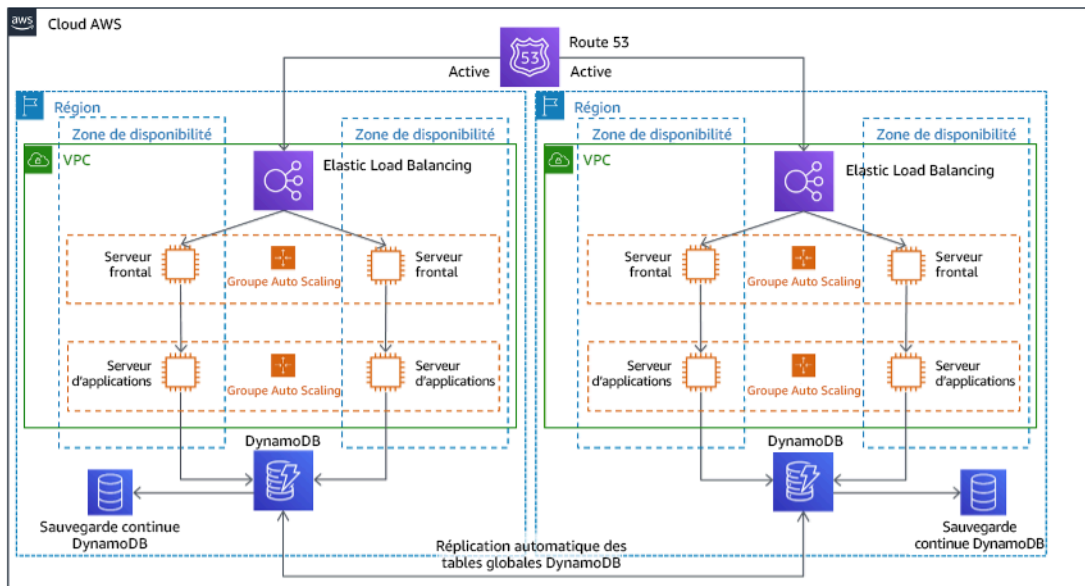 aws
Cloud AWS
Route 53
53
Active
Active
Région
Région
Zone de disponibilité
Zone de disponibilité
Zone de disponibilité
Zone de disponibilité
VPC
VPC
Elastic Load Balancing
Elastic Load Balancing
Serveur
frontal
Groupe Auto Scaling
Serveur
frontal
Serveur
frontal
Groupe Auto Scaling
Serveur
frontal
Serveur
d'applications
Groupe Auto Scaling
Serveur
d'applications
Serveur
d'applications
Groupe Auto Scaling
Serveur
d'applications
DynamoDB
DynamoDB
Sauvegarde continue
DynamoDB
Sauvegarde
continue DynamoDB
Réplication automatique des
tables globales DynamoDB